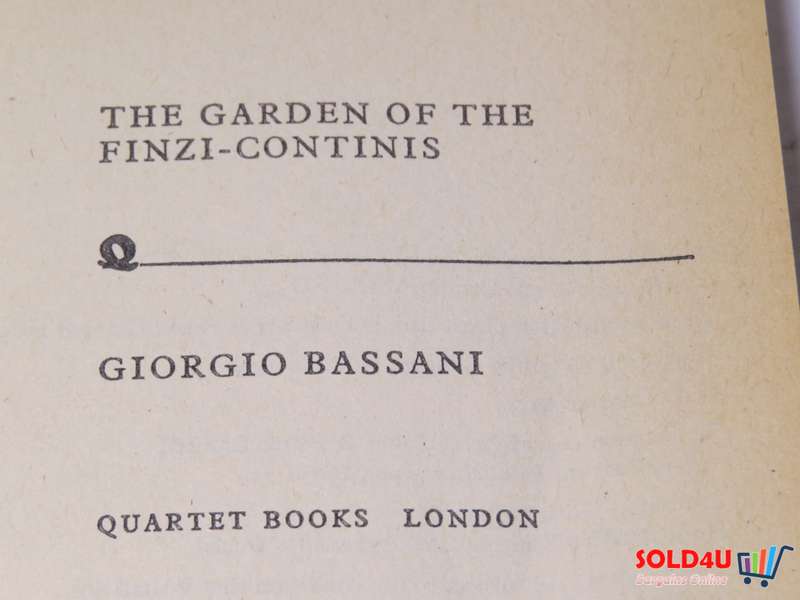 THE GARDEN OF THE
FINZI-CONTINIS
Q
GIORGIO BASSANI
QUARTET BOOKS LONDON
SOLD4U
Bargains Online